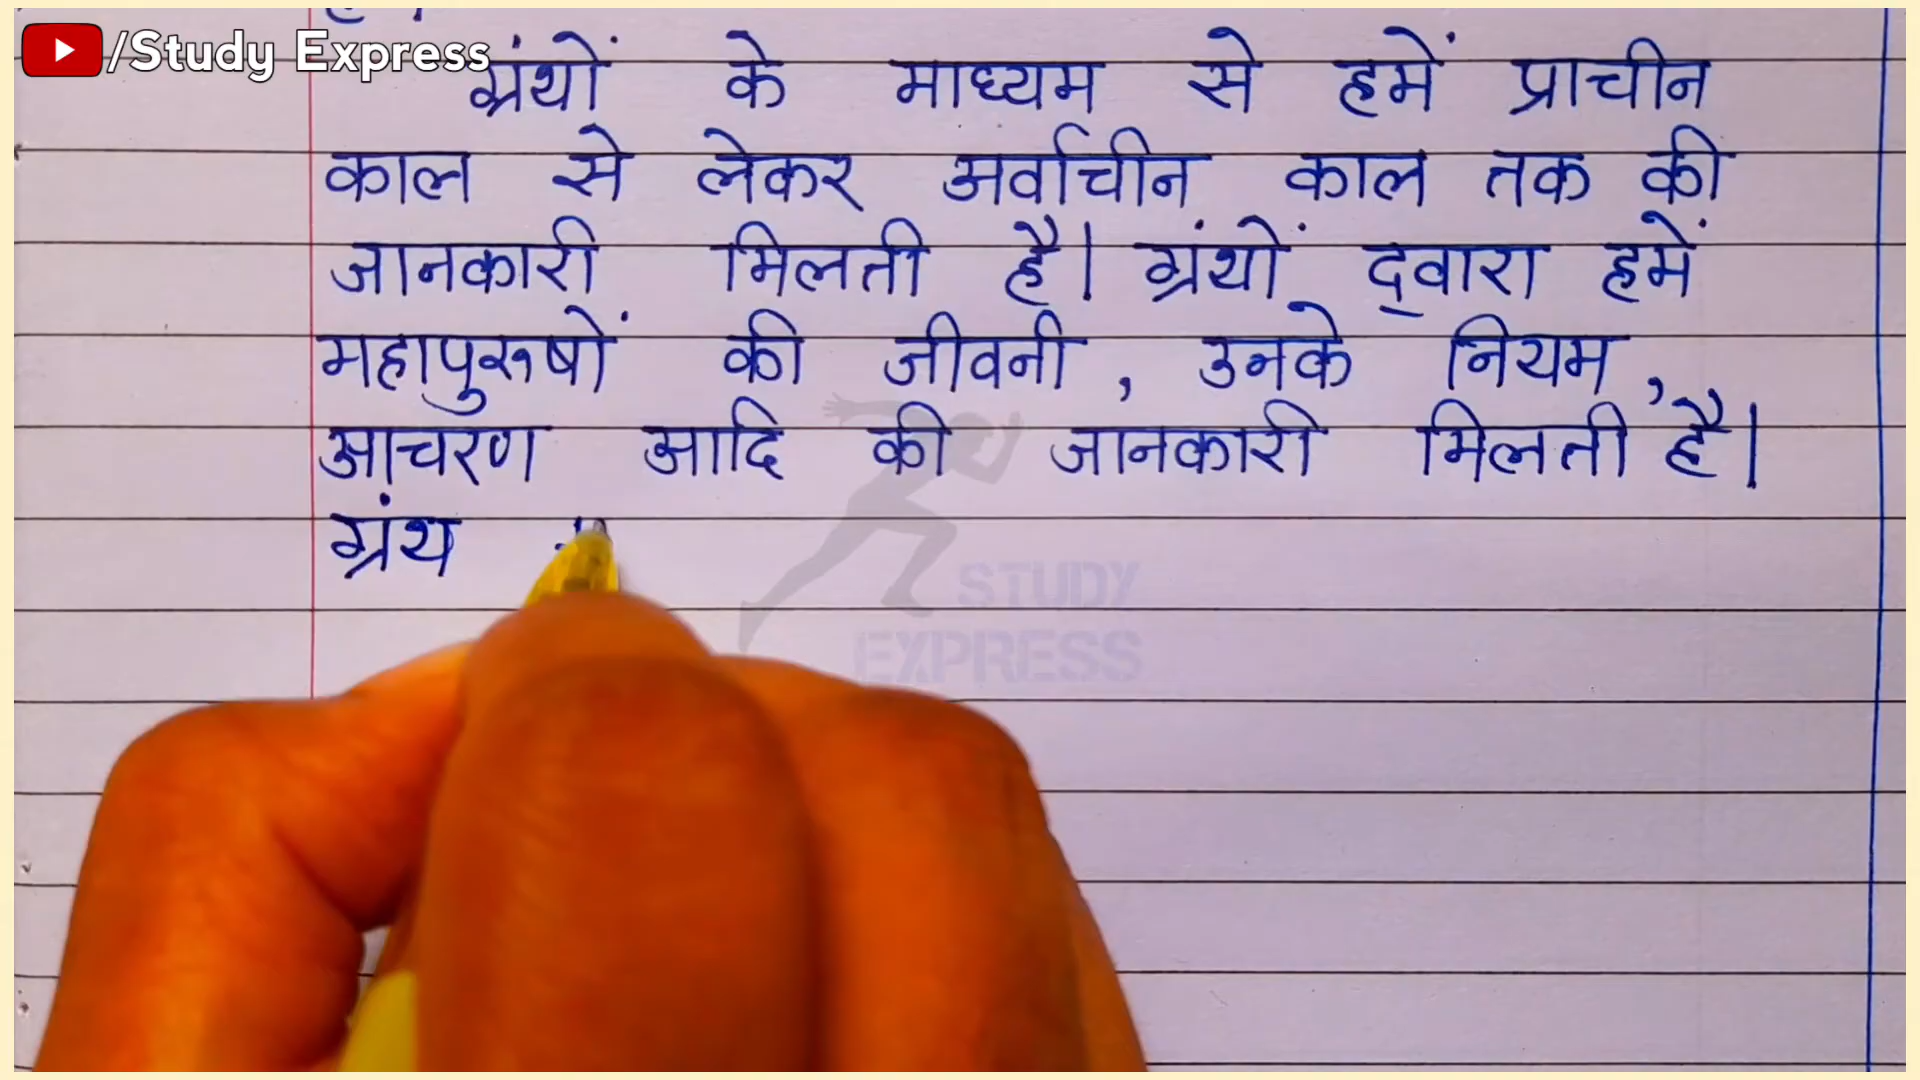 /Study Express
ग्रंथों के माध्यम से हमें प्राचीन
काल से लेकर अर्वाचीन काल तक की
जानकारी मिलती है। ग्रंथों द्‌वारा हमें
महापुरुषों की जीवनी, उनके नियम,
आचरण आदि की जानकारी मिलती है।
ग्रंथ
STUDY
EXPRESS